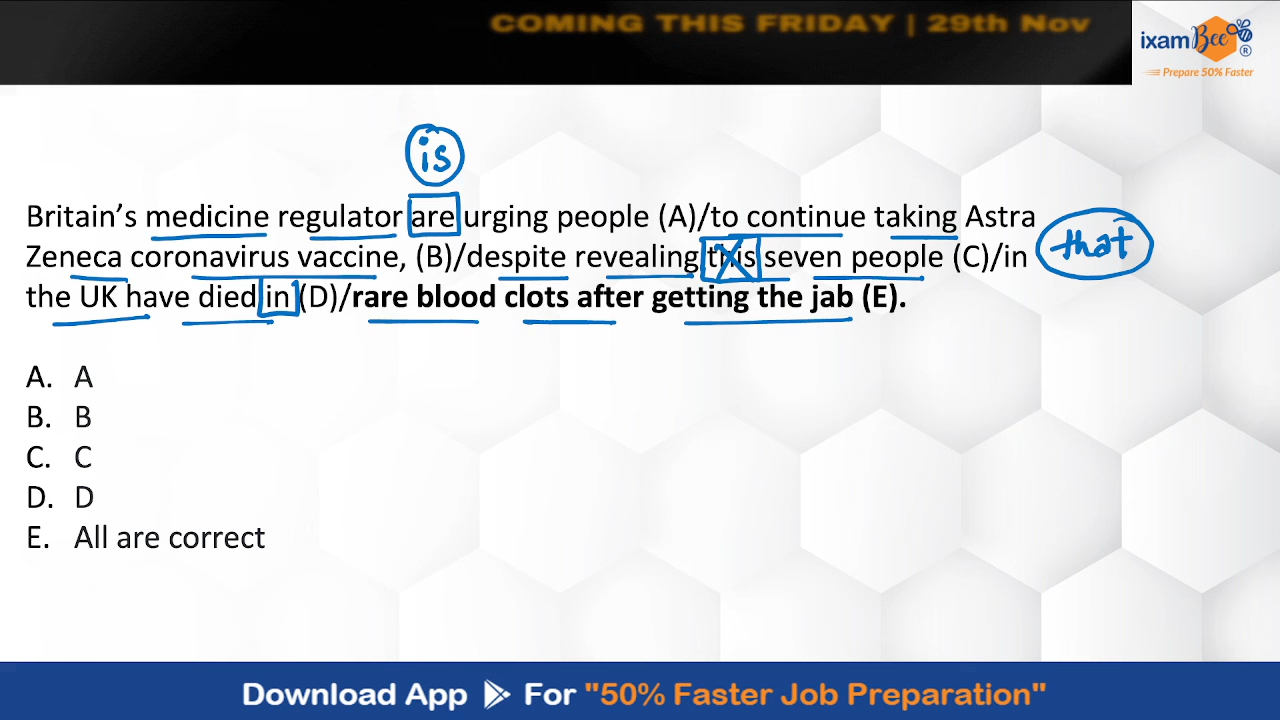 COMING THIS FRIDAY | 29th Nov
ixamBee®
Prepare 50% Faster
is
Britain's medicine regulator are urging people (A)/to continue taking Astra
that
Zeneca coronavirus vaccine, (B)/despite revealing this seven people (C)/in
the UK have died in (D)/rare blood clots after getting the jab (E).
A. A
B. B
C. C
D. D
E. All are correct
Download App For "50% Faster Job Preparation"